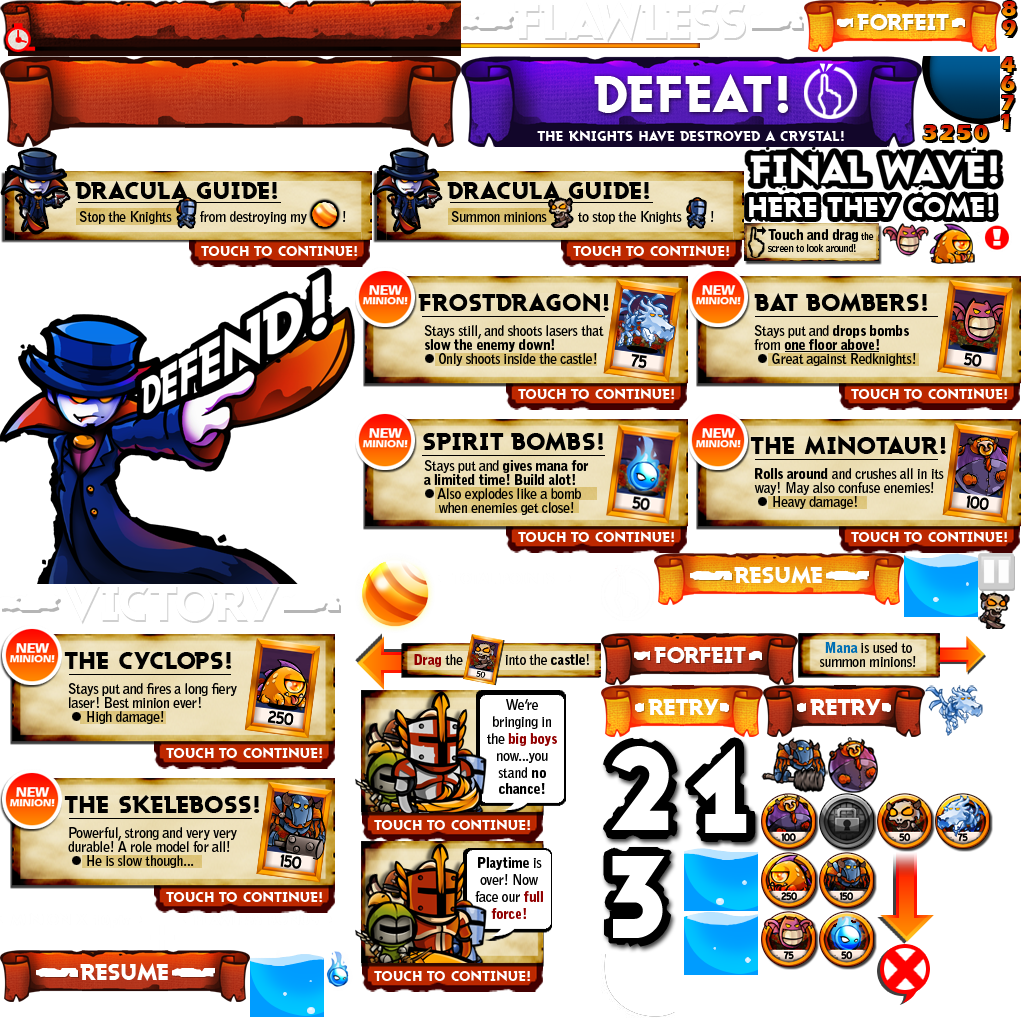 FLAWLESS
FORFEIT
8
9
DEFEAT!
THE KNIGHTS HAVE DESTROYED A CRYSTAL!
4
6
7
1
3250
DRACULA GUIDE!
Stop the Knights from destroying my !
TOUCH TO CONTINUE!
DRACULA GUIDE!
Summon minions to stop the Knights !
TOUCH TO CONTINUE!
FINAL WAVE!
HERE THEY COME!
Touch and drag the
screen to look around!
!
DEFEND!
NEW
MINION!
FROSTDRAGON!
Stays still, and shoots lasers that
slow the enemy down!
Only shoots inside the castle!
75
TOUCH TO CONTINUE!
NEW
MINION!
BAT BOMBERS!
Stays put and drops bombs
from one floor above!
Great against Redknights!
50
TOUCH TO CONTINUE!
NEW
MINION!
SPIRIT BOMBS!
Stays put and gives mana for
a limited time! Build alot!
Also explodes like a bomb
when enemies get close!
50
TOUCH TO CONTINUE!
NEW
MINION!
THE MINOTAUR!
Rolls around and crushes all in its
way! May also confuse enemies!
Heavy damage!
100
TOUCH TO CONTINUE!
RESUME
VICTORY
NEW
MINION!
THE CYCLOPS!
Stays put and fires a long fiery
laser! Best minion ever!
High damage!
250
TOUCH TO CONTINUE!
Drag the into the castle!
50
FORFEIT
Mana is used to
summon minions!
RETRY
RETRY
We're
bringing in
the big boys
now...you
stand no
chance!
TOUCH TO CONTINUE!
2
1
3
NEW
MINION!
THE SKELEBOSS!
Powerful, strong and very very
durable! A role model for all!
He is slow though...
150
TOUCH TO CONTINUE!
Playtime is
over! Now
face our full
force!
TOUCH TO CONTINUE!
100
50
75
250
150
75
50
RESUME